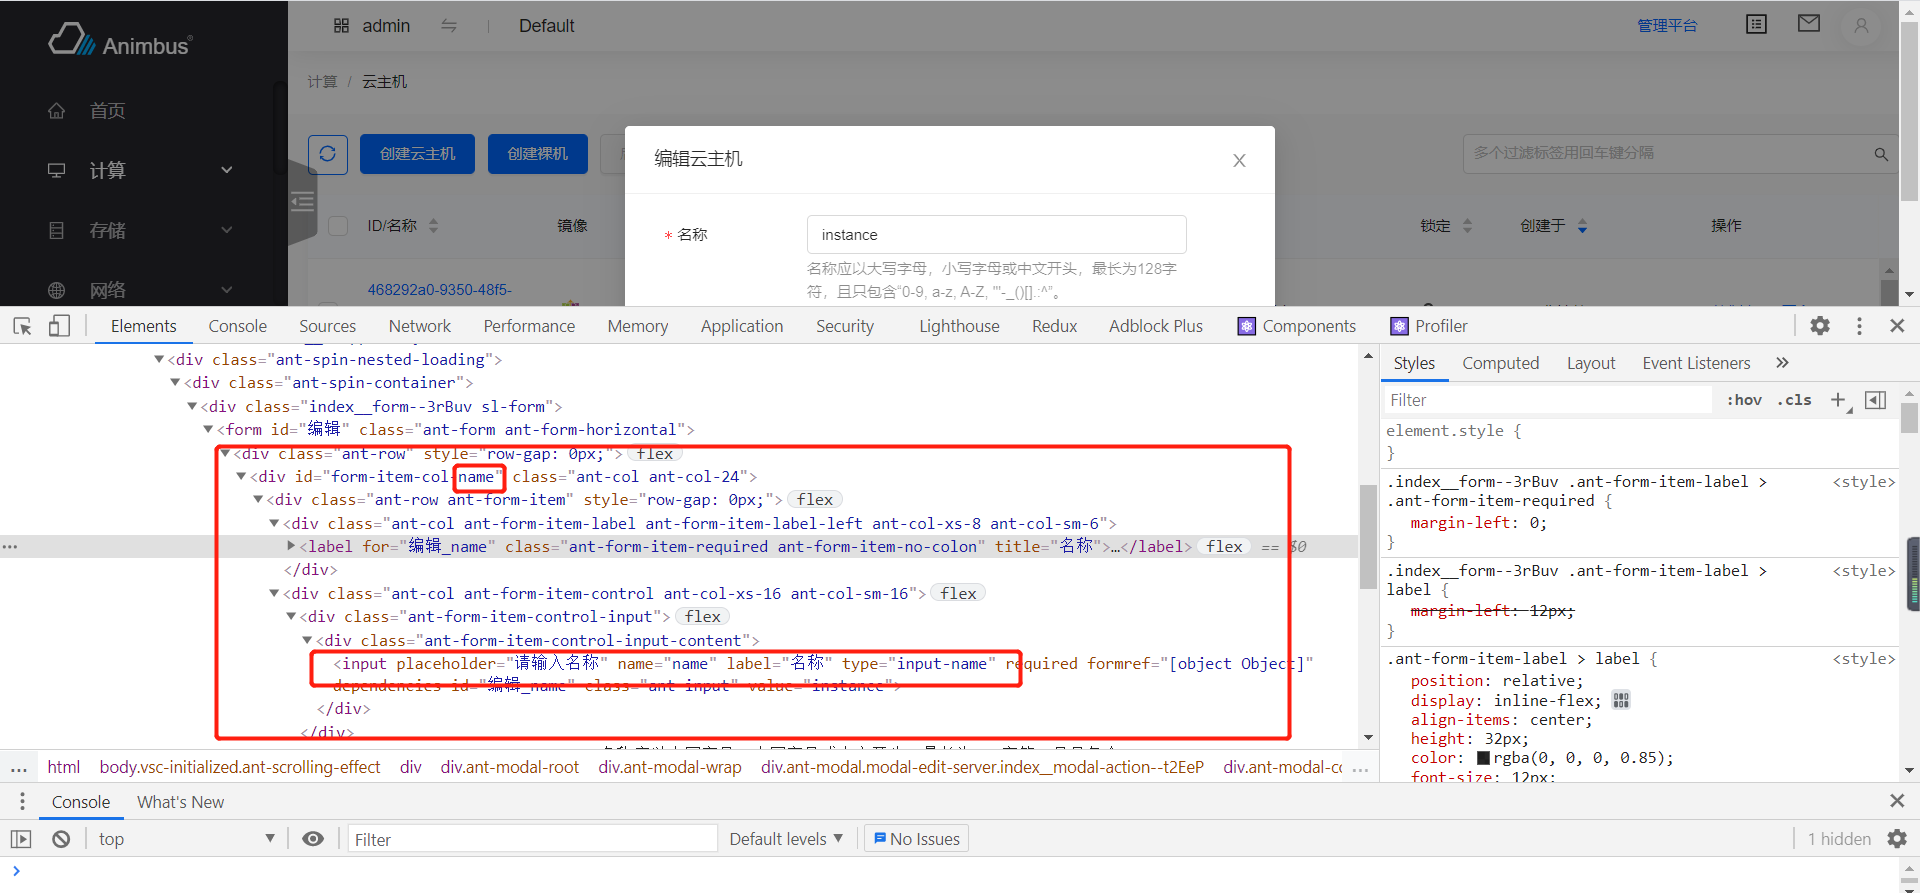 Animbus®
admin
Default
管理平台
首页
计算
存储
网络
计算 / 云主机
创建云主机
创建裸机
多个过滤标签用回车键分隔
ID/名称
镜像
锁定
创建于
操作
468292a0-9350-48f5-
编辑云主机
* 名称
instance
名称应以大写字母，小写字母或中文开头，最长为128字
符，且只包含“0-9, a-z, A-Z, "'-_()[].:^”。
Elements Console Sources Network Performance Memory Application Security Lighthouse Redux Adblock Plus Components Profiler
▼<div class="ant-spin-nested-loading">
▼<div class="ant-spin-container">
▼<div class="index__form--3rBuv sl-form">
▼<form id="编辑" class="ant-form ant-form-horizontal">
▼<div class="ant-row" style="row-gap: 0px;"> flex
▼<div id="form-item-col-name" class="ant-col ant-col-24">
▼<div class="ant-row ant-form-item" style="row-gap: 0px;"> flex
▼<div class="ant-col ant-form-item-label ant-form-item-label-left ant-col-xs-8 ant-col-sm-6">
… ▶<label for="编辑_name" class="ant-form-item-required ant-form-item-no-colon" title="名称">…</label> flex == $0
</div>
▼<div class="ant-col ant-form-item-control ant-col-xs-16 ant-col-sm-16"> flex
▼<div class="ant-form-item-control-input"> flex
▼<div class="ant-form-item-control-input-content">
<input placeholder="请输入名称" name="name" label="名称" type="input-name" required formref="[object Object]"
dependencies id="编辑_name" class="ant-input" value="instance">
</div>
</div>
… html body.vsc-initialized.ant-scrolling-effect div div.ant-modal-root div.ant-modal-wrap div.ant-modal.modal-edit-server.index__modal-action--t2EeP div.ant-modal-co …
Styles Computed Layout Event Listeners »
Filter :hov .cls +
element.style {
}
.index__form--3rBuv .ant-form-item-label > <style>
.ant-form-item-required {
margin-left: 0;
}
.index__form--3rBuv .ant-form-item-label > <style>
label {
margin-left: 12px;
}
.ant-form-item-label > label { <style>
position: relative;
display: inline-flex;
align-items: center;
height: 32px;
color: rgba(0, 0, 0, 0.85);
font-size: 12px;
Console What's New
top ▼ Filter Default levels ▼ No Issues 1 hidden
>